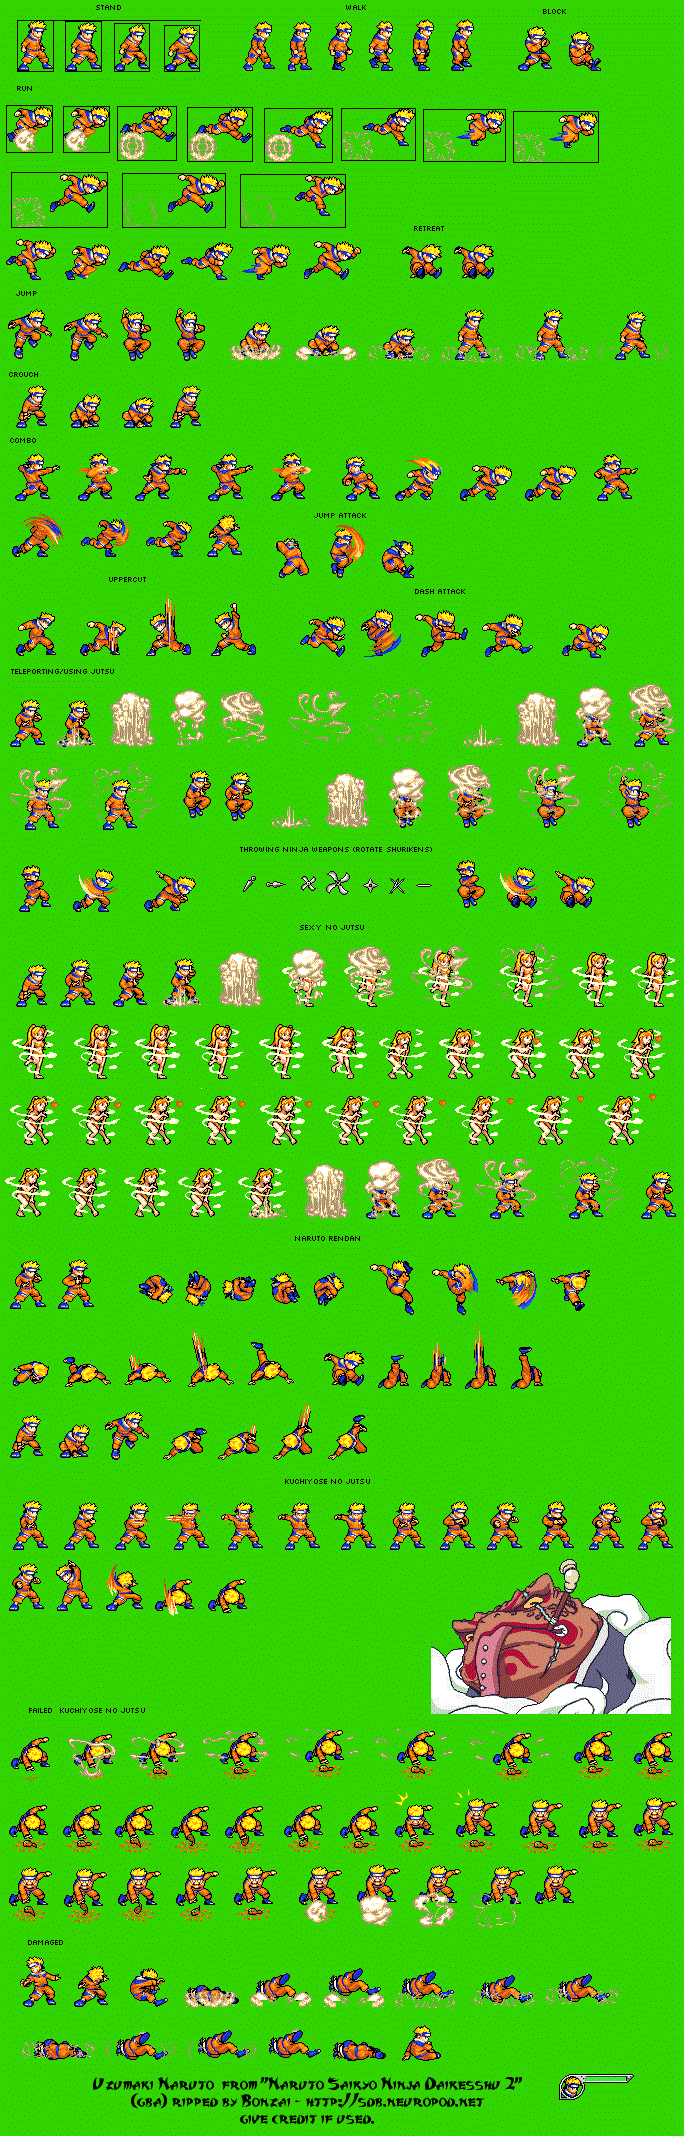 STAND
WALK
BLOCK
RUN
RETREAT
JUMP
CROUCH
COMBO
JUMP ATTACK
UPPERCUT
DASH ATTACK
TELEPORTING/USING JUTSU
THROWING NINJA WEAPONS (ROTATE SHURIKENS)
SEXY NO JUTSU
NARUTO RENDAN
KUCHIYOSE NO JUTSU
FAILED KUCHIYOSE NO JUTSU
DAMAGED
Uzumaki Naruto from "Naruto Saikyo Ninja Daikesshu 2"
(GBA) ripped by Bonzai - http://sdb.neuropod.net
give credit if used.